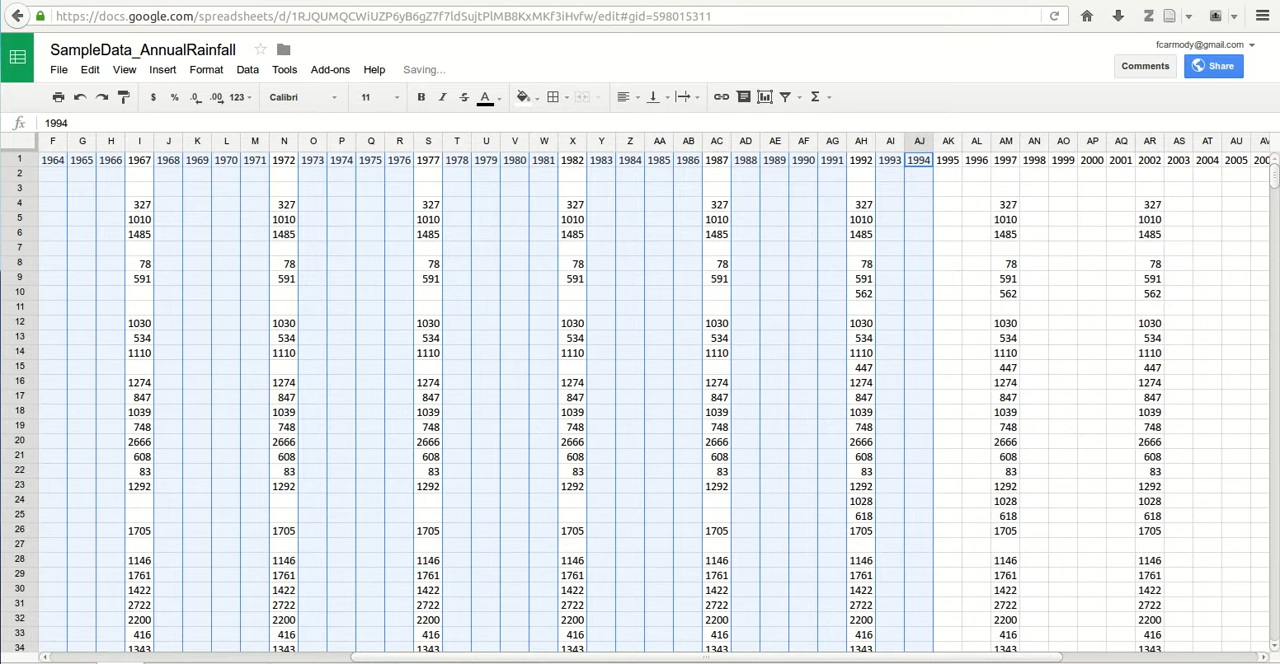 https://docs.google.com/spreadsheets/d/1RJQUMQCWiUZP6yB6gZ7f7ldSujtPlMB8KxMKf3iHvfw/edit#gid=598015311
SampleData_AnnualRainfall
fcarmody@gmail.com
File Edit View Insert Format Data Tools Add-ons Help Saving...
Comments Share
$ % .0 .00 123 Calibri 11 B I S A Σ
fx 1994
F G H I J K L M N O P Q R S T U V W X Y Z AA AB AC AD AE AF AG AH AI AJ AK AL AM AN AO AP AQ AR AS AT AU AV
1 1964 1965 1966 1967 1968 1969 1970 1971 1972 1973 1974 1975 1976 1977 1978 1979 1980 1981 1982 1983 1984 1985 1986 1987 1988 1989 1990 1991 1992 1993 1994 1995 1996 1997 1998 1999 2000 2001 2002 2003 2004 2005 200
2
3
4 327 327 327 327 327 327 327 327
5 1010 1010 1010 1010 1010 1010 1010 1010
6 1485 1485 1485 1485 1485 1485 1485 1485
7
8 78 78 78 78 78 78 78 78
9 591 591 591 591 591 591 591 591
10 562 562 562
11
12 1030 1030 1030 1030 1030 1030 1030 1030
13 534 534 534 534 534 534 534 534
14 1110 1110 1110 1110 1110 1110 1110 1110
15 447 447 447
16 1274 1274 1274 1274 1274 1274 1274 1274
17 847 847 847 847 847 847 847 847
18 1039 1039 1039 1039 1039 1039 1039 1039
19 748 748 748 748 748 748 748 748
20 2666 2666 2666 2666 2666 2666 2666 2666
21 608 608 608 608 608 608 608 608
22 83 83 83 83 83 83 83 83
23 1292 1292 1292 1292 1292 1292 1292 1292
24 1028 1028 1028
25 618 618 618
26 1705 1705 1705 1705 1705 1705 1705 1705
27
28 1146 1146 1146 1146 1146 1146 1146 1146
29 1761 1761 1761 1761 1761 1761 1761 1761
30 1422 1422 1422 1422 1422 1422 1422 1422
31 2722 2722 2722 2722 2722 2722 2722 2722
32 2200 2200 2200 2200 2200 2200 2200 2200
33 416 416 416 416 416 416 416 416
34 1343 1343 1343 1343 1343 1343 1343 1343